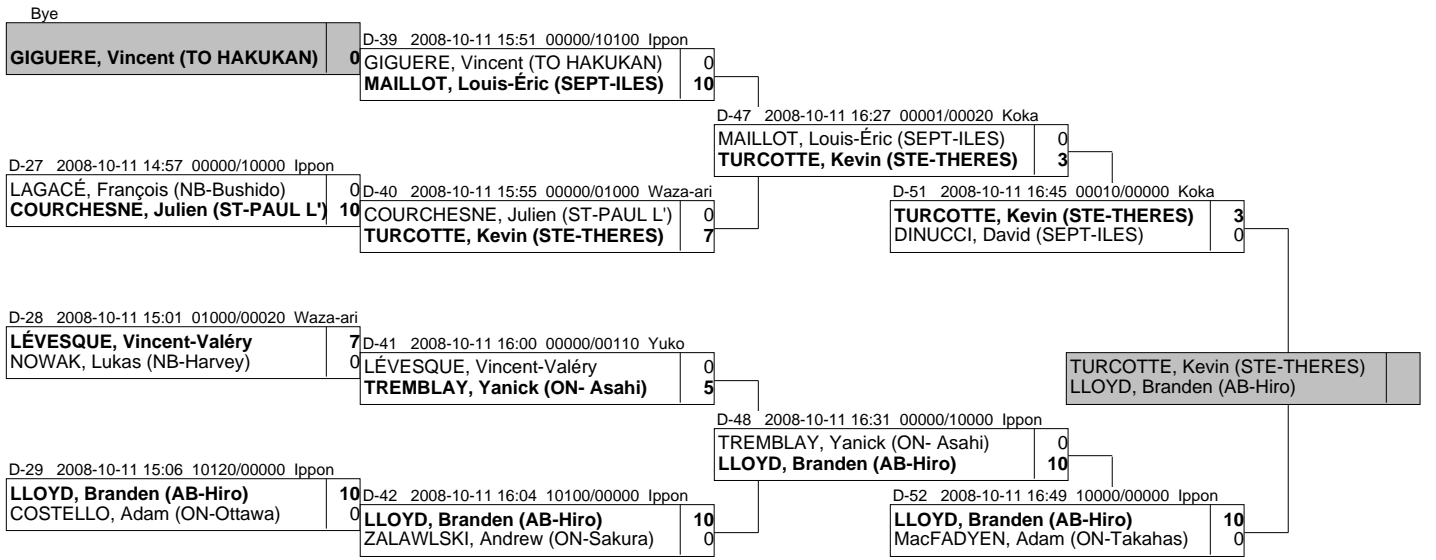 Bye
GIGUERE, Vincent (TO HAKUKAN) 0
D-27 2008-10-11 14:57 00000/10000 Ippon
LAGACÉ, François (NB-Bushido) 0
COURCHESNE, Julien (ST-PAUL L') 10
D-28 2008-10-11 15:01 01000/00020 Waza-ari
LÉVESQUE, Vincent-Valéry 7
NOWAK, Lukas (NB-Harvey) 0
D-29 2008-10-11 15:06 10120/00000 Ippon
LLOYD, Branden (AB-Hiro) 10
COSTELLO, Adam (ON-Ottawa) 0
D-39 2008-10-11 15:51 00000/10100 Ippon
GIGUERE, Vincent (TO HAKUKAN) 0
MAILLOT, Louis-Éric (SEPT-ILES) 10
D-40 2008-10-11 15:55 00000/01000 Waza-ari
COURCHESNE, Julien (ST-PAUL L') 0
TURCOTTE, Kevin (STE-THERES) 7
D-41 2008-10-11 16:00 00000/00110 Yuko
LÉVESQUE, Vincent-Valéry 0
TREMBLAY, Yanick (ON- Asahi) 5
D-42 2008-10-11 16:04 10100/00000 Ippon
LLOYD, Branden (AB-Hiro) 10
ZALAWLSKI, Andrew (ON-Sakura) 0
D-47 2008-10-11 16:27 00001/00020 Koka
MAILLOT, Louis-Éric (SEPT-ILES) 0
TURCOTTE, Kevin (STE-THERES) 3
D-48 2008-10-11 16:31 00000/10000 Ippon
TREMBLAY, Yanick (ON- Asahi) 0
LLOYD, Branden (AB-Hiro) 10
D-51 2008-10-11 16:45 00010/00000 Koka
TURCOTTE, Kevin (STE-THERES) 3
DINUCCI, David (SEPT-ILES) 0
D-52 2008-10-11 16:49 10000/00000 Ippon
LLOYD, Branden (AB-Hiro) 10
MacFADYEN, Adam (ON-Takahas) 0
TURCOTTE, Kevin (STE-THERES)
LLOYD, Branden (AB-Hiro)